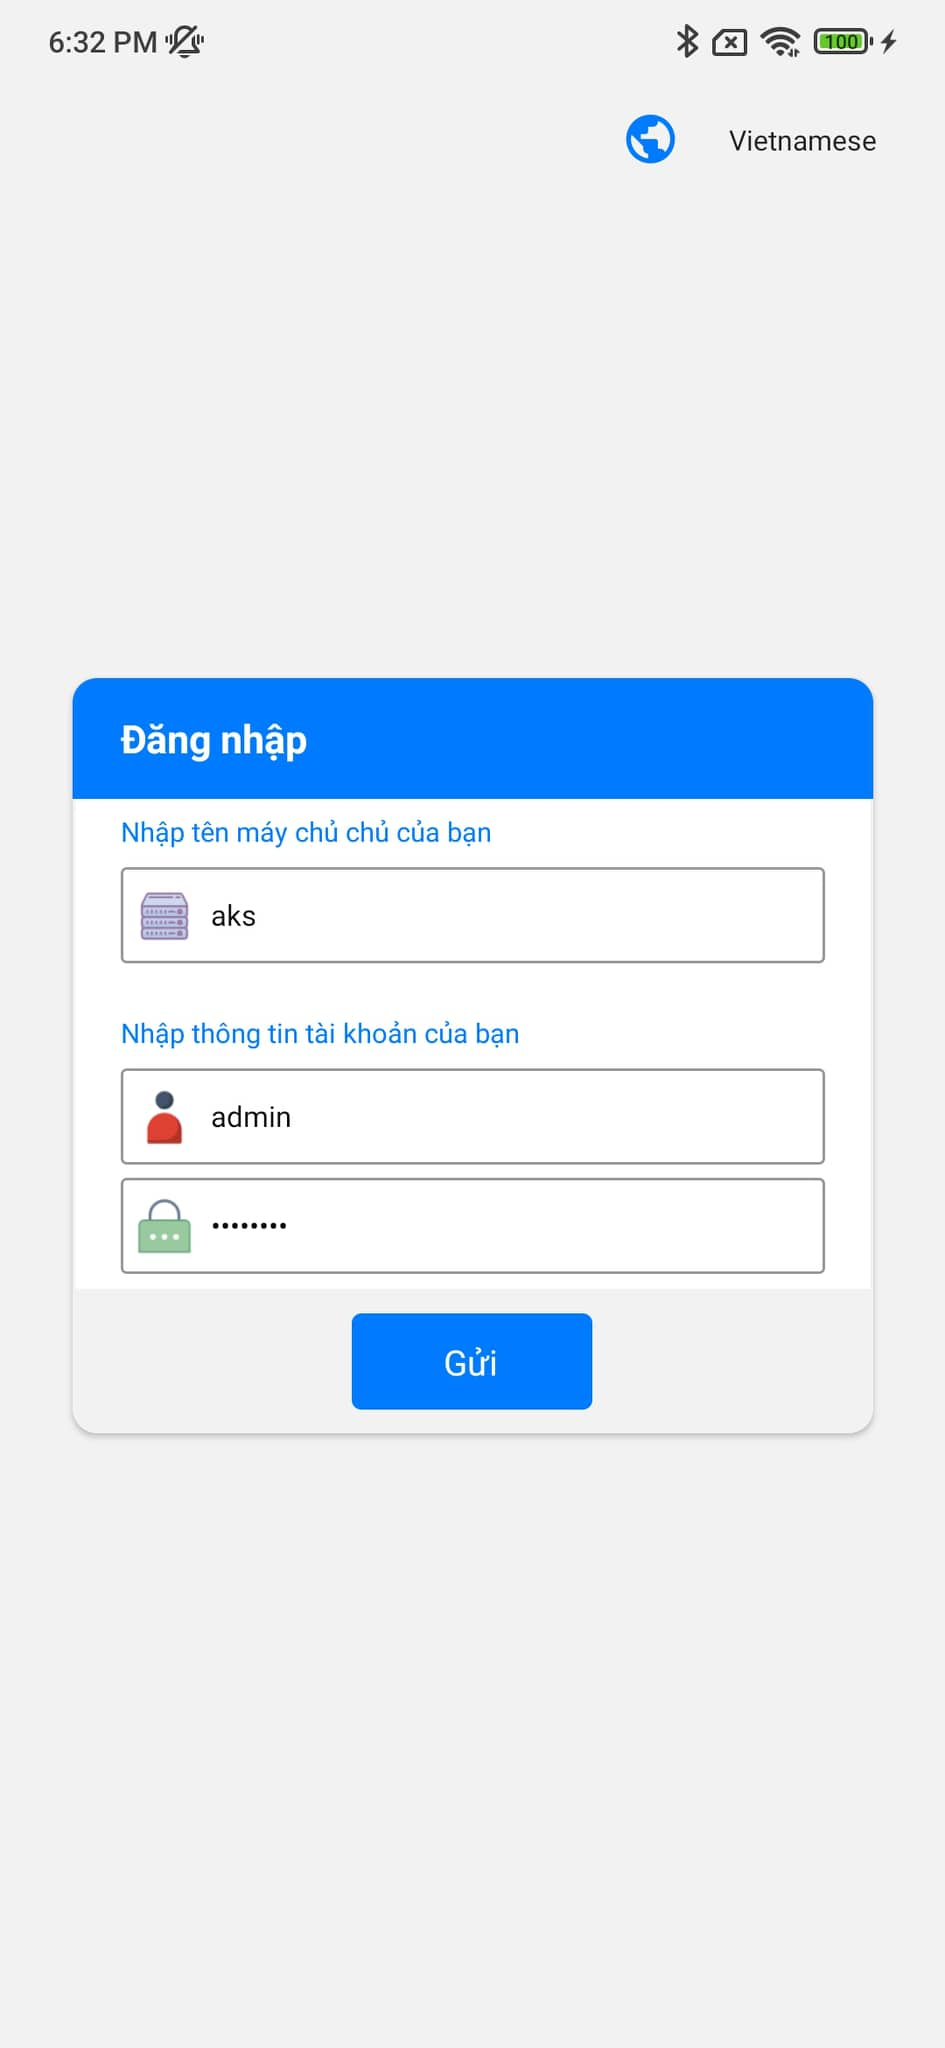 6:32 PM
100
Vietnamese
Đăng nhập
Nhập tên máy chủ chủ của bạn
aks
Nhập thông tin tài khoản của bạn
admin
••••••••
Gửi